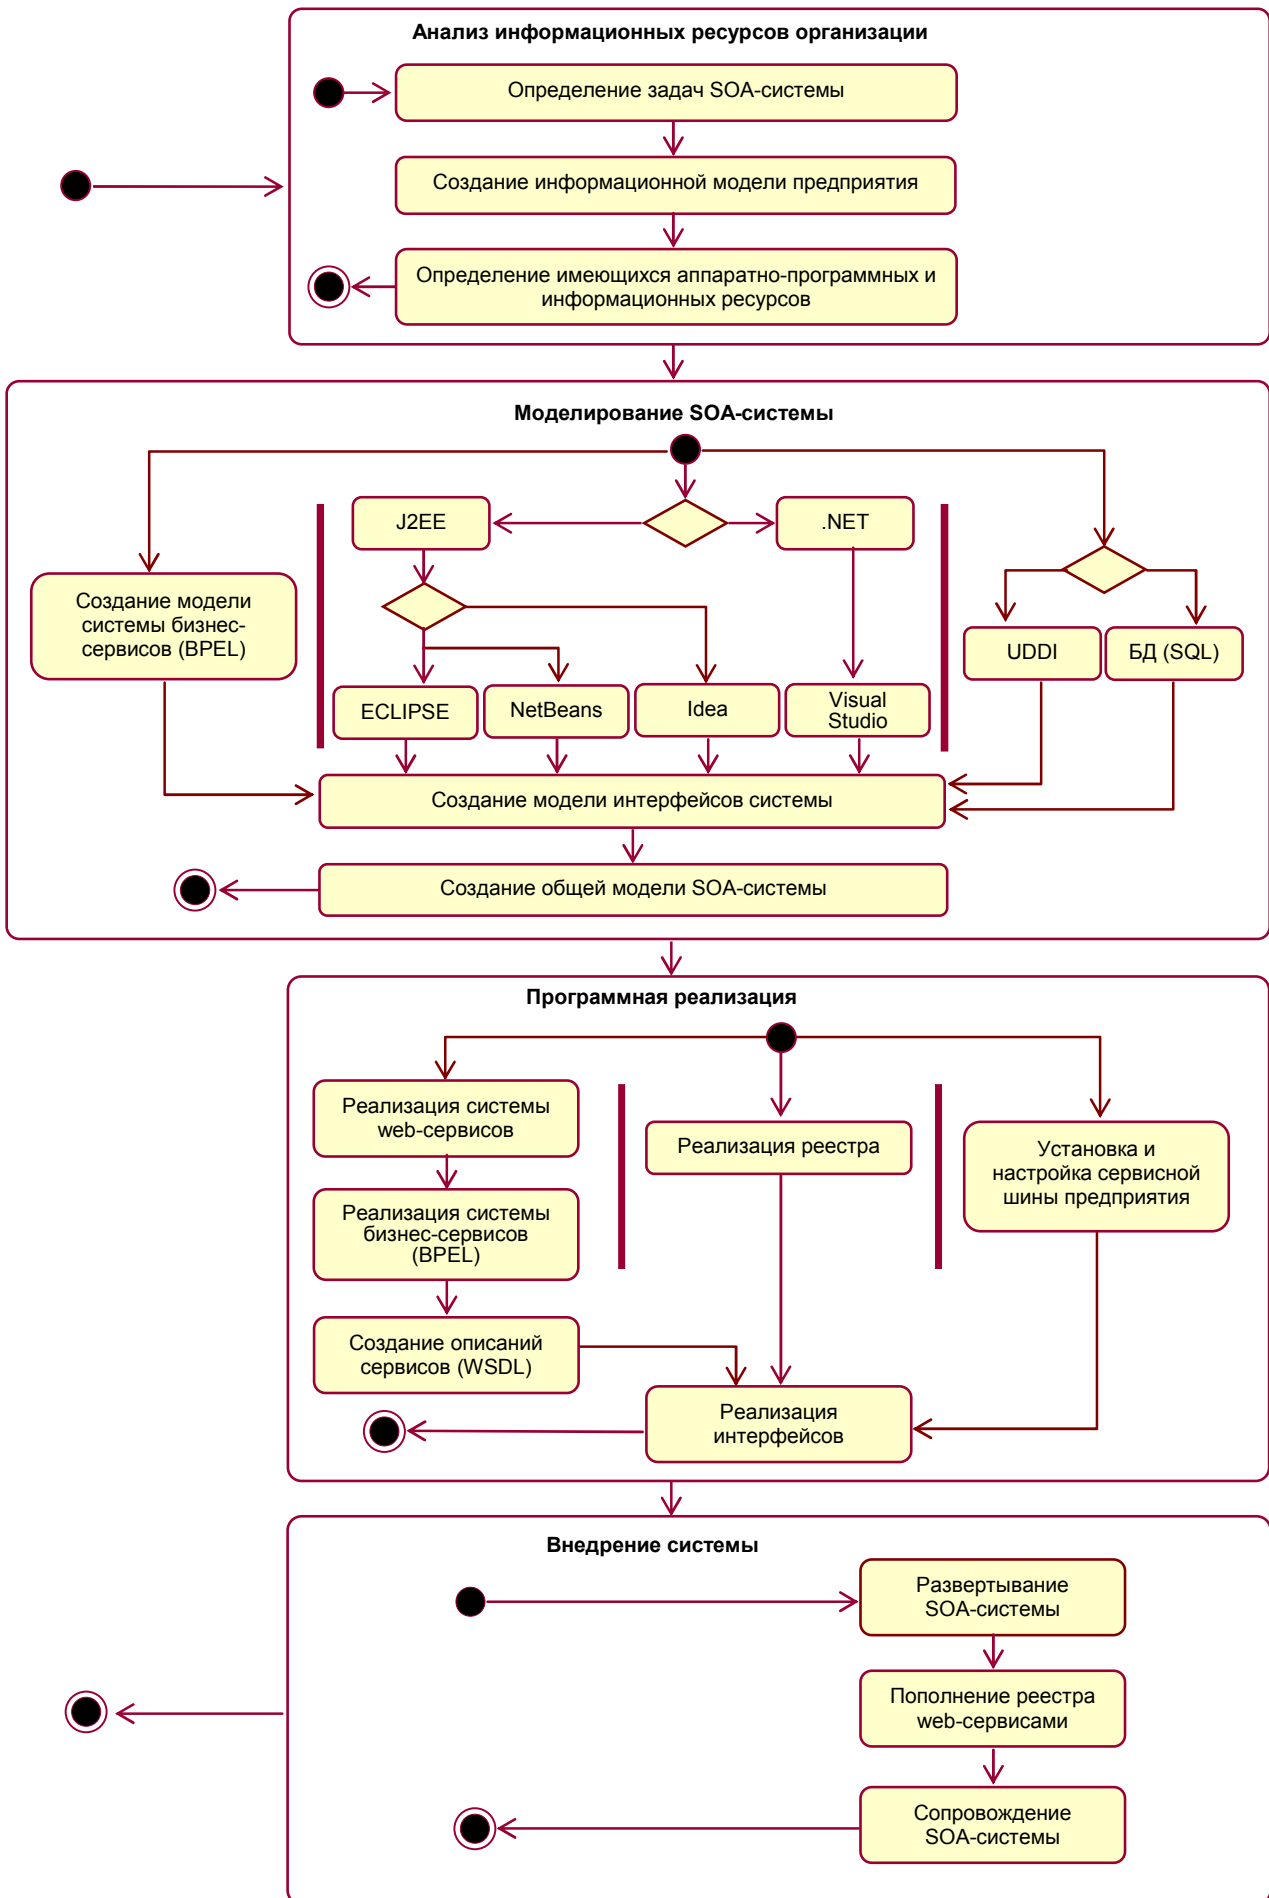 Анализ информационных ресурсов организации
Определение задач SOA-системы
Создание информационной модели предприятия
Определение имеющихся аппаратно-программных и
информационных ресурсов
Моделирование SOA-системы
J2EE
.NET
Создание модели
системы бизнес-
сервисов (BPEL)
UDDI
БД (SQL)
ECLIPSE
NetBeans
Idea
Visual
Studio
Создание модели интерфейсов системы
Создание общей модели SOA-системы
Программная реализация
Реализация системы
web-сервисов
Реализация реестра
Установка и
настройка сервисной
шины предприятия
Реализация системы
бизнес-сервисов
(BPEL)
Создание описаний
сервисов (WSDL)
Реализация
интерфейсов
Внедрение системы
Развертывание
SOA-системы
Пополнение реестра
web-сервисами
Сопровождение
SOA-системы